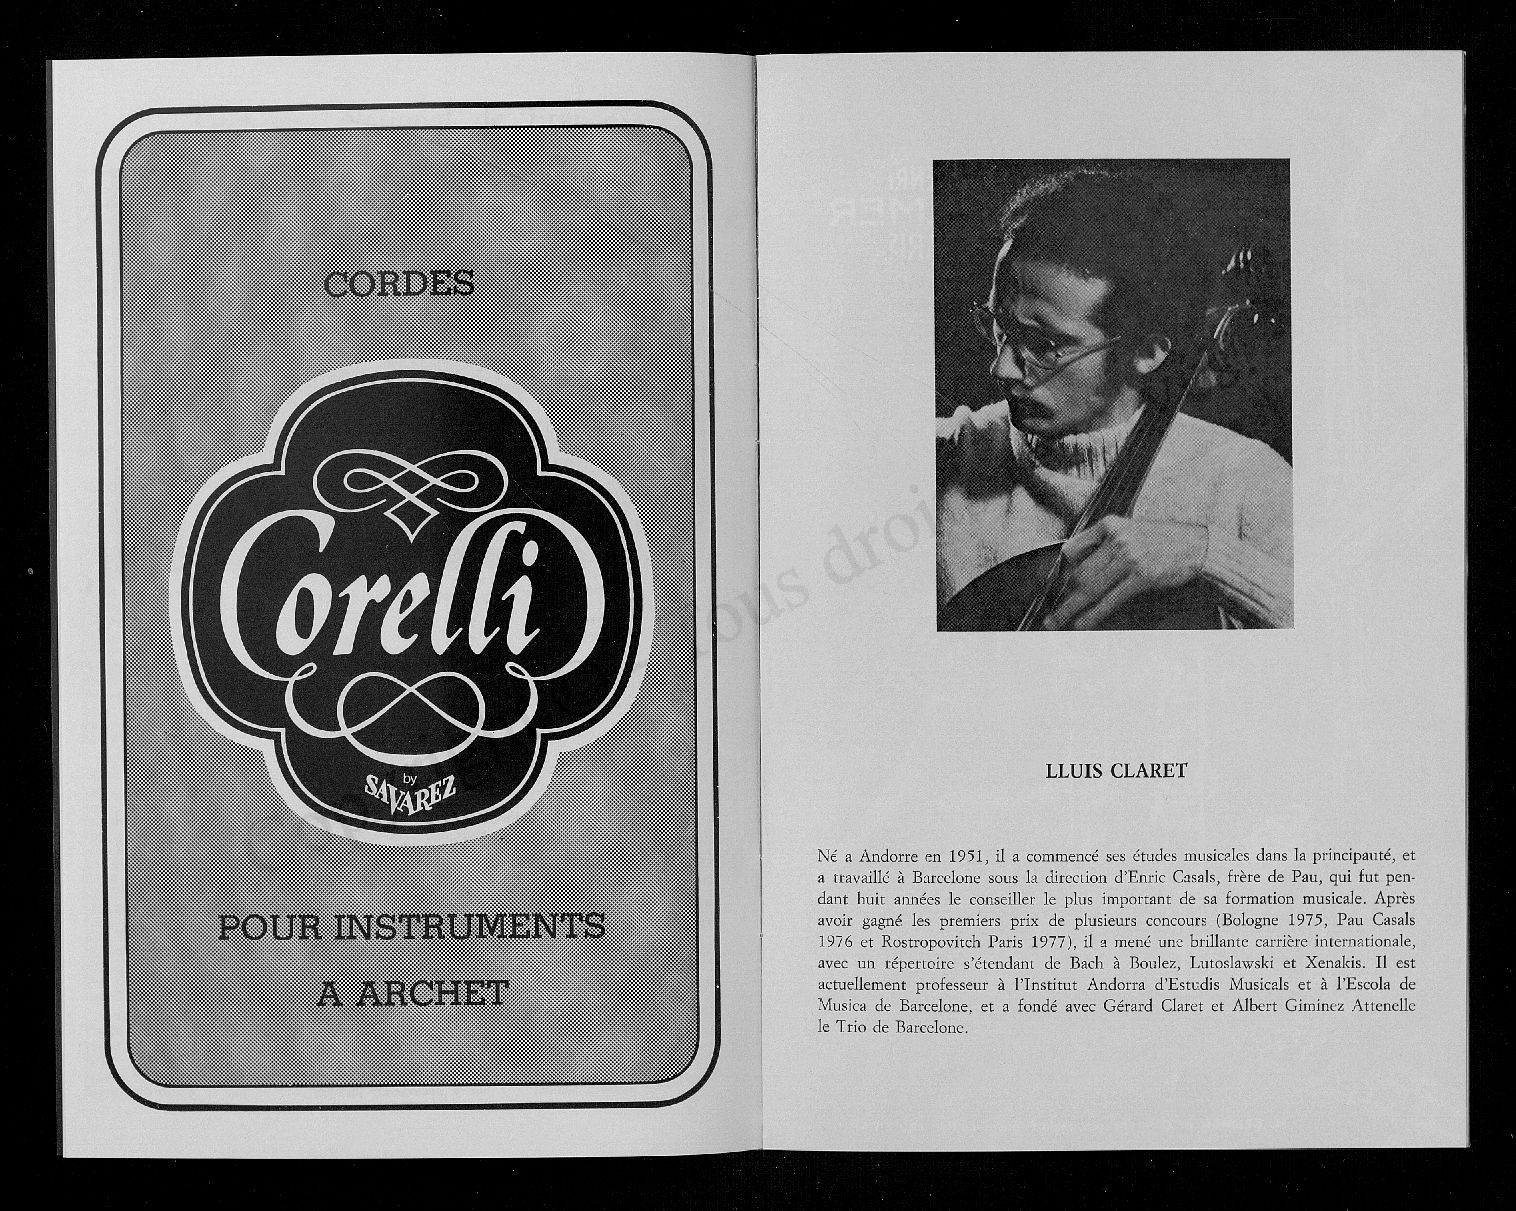 CORDES
Corelli
by
SAVAREZ
POUR INSTRUMENTS
A ARCHET
LLUIS CLARET
Né a Andorre en 1951, il a commencé ses études musicales dans la principauté, et
a travaillé à Barcelone sous la direction d'Enric Casals, frère de Pau, qui fut pen-
dant huit années le conseiller le plus important de sa formation musicale. Après
avoir gagné les premiers prix de plusieurs concours (Bologne 1975, Pau Casals
1976 et Rostropovitch Paris 1977), il a mené une brillante carrière internationale,
avec un répertoire s'étendant de Bach à Boulez, Lutoslawski et Xenakis. Il est
actuellement professeur à l'Institut Andorra d'Estudis Musicals et à l'Escola de
Musica de Barcelone, et a fondé avec Gérard Claret et Albert Giminez Attenelle
le Trio de Barcelone.